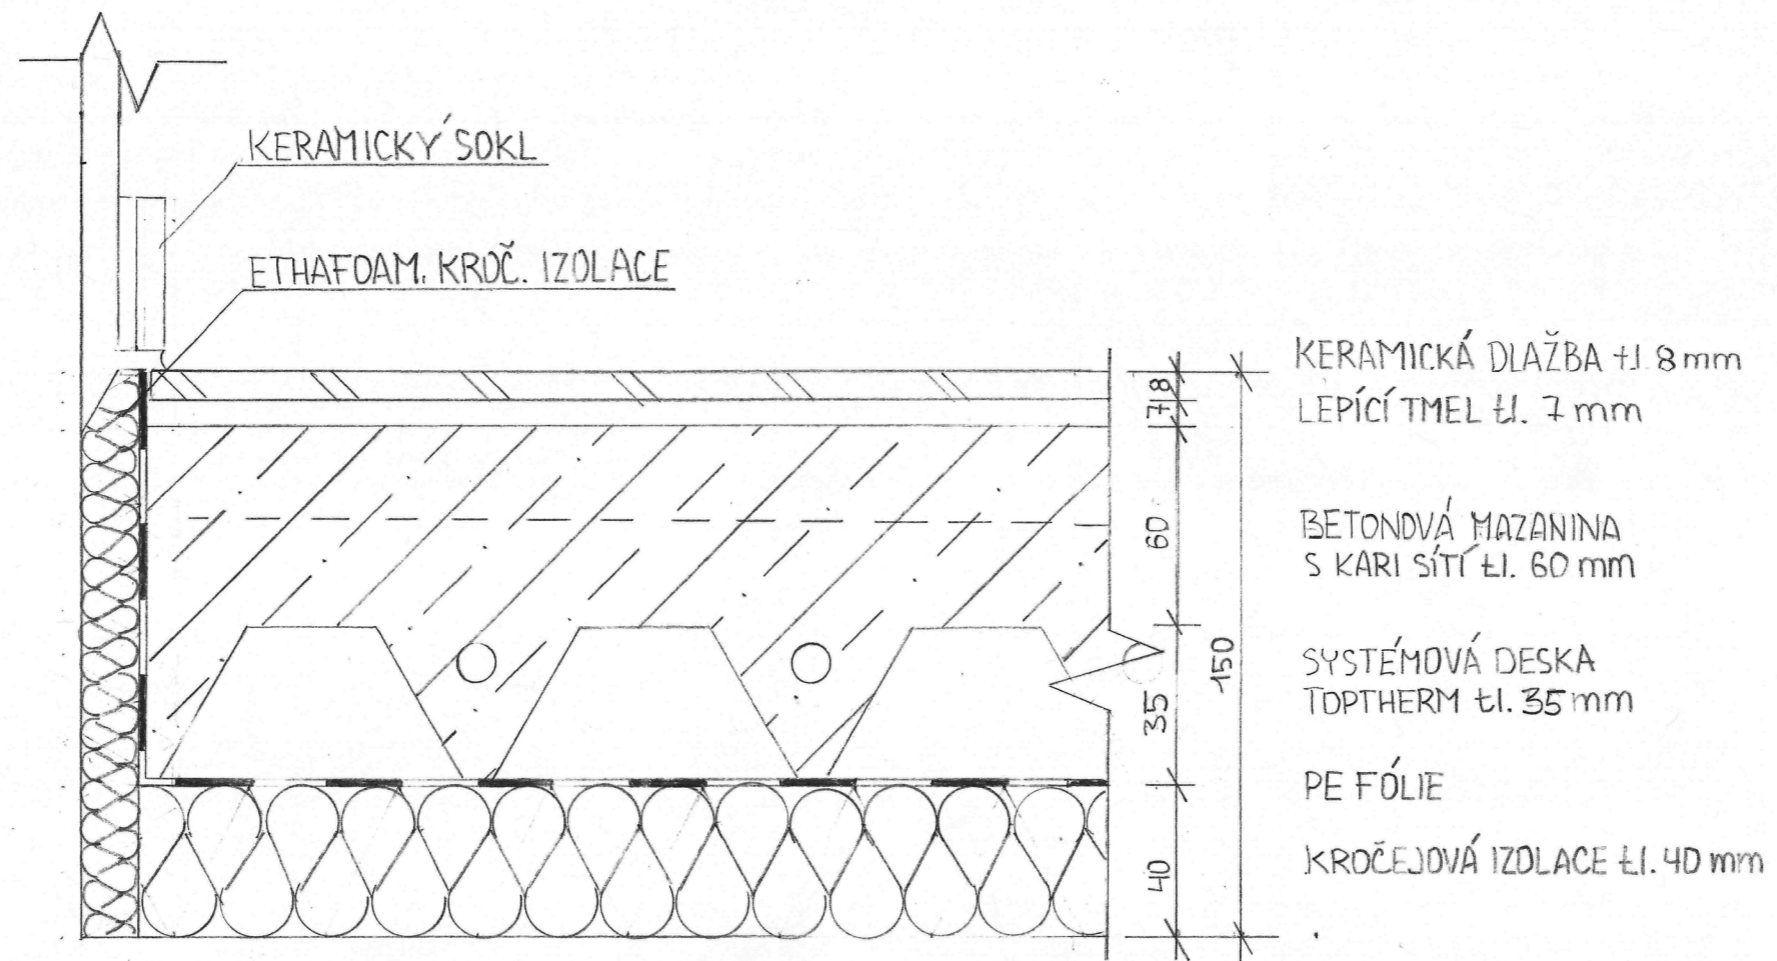 KERAMICKÝ SOKL
ETHAFOAM. KROČ. IZOLACE
KERAMICKÁ DLAŽBA tl. 8 mm
LEPÍCÍ TMEL tl. 7 mm
BETONOVÁ MAZANINA
S KARI SÍTÍ tl. 60 mm
SYSTÉMOVÁ DESKA
TOPTHERM tl. 35 mm
PE FÓLIE
KROČEJOVÁ IZOLACE tl. 40 mm
8
7
60
35
40
150